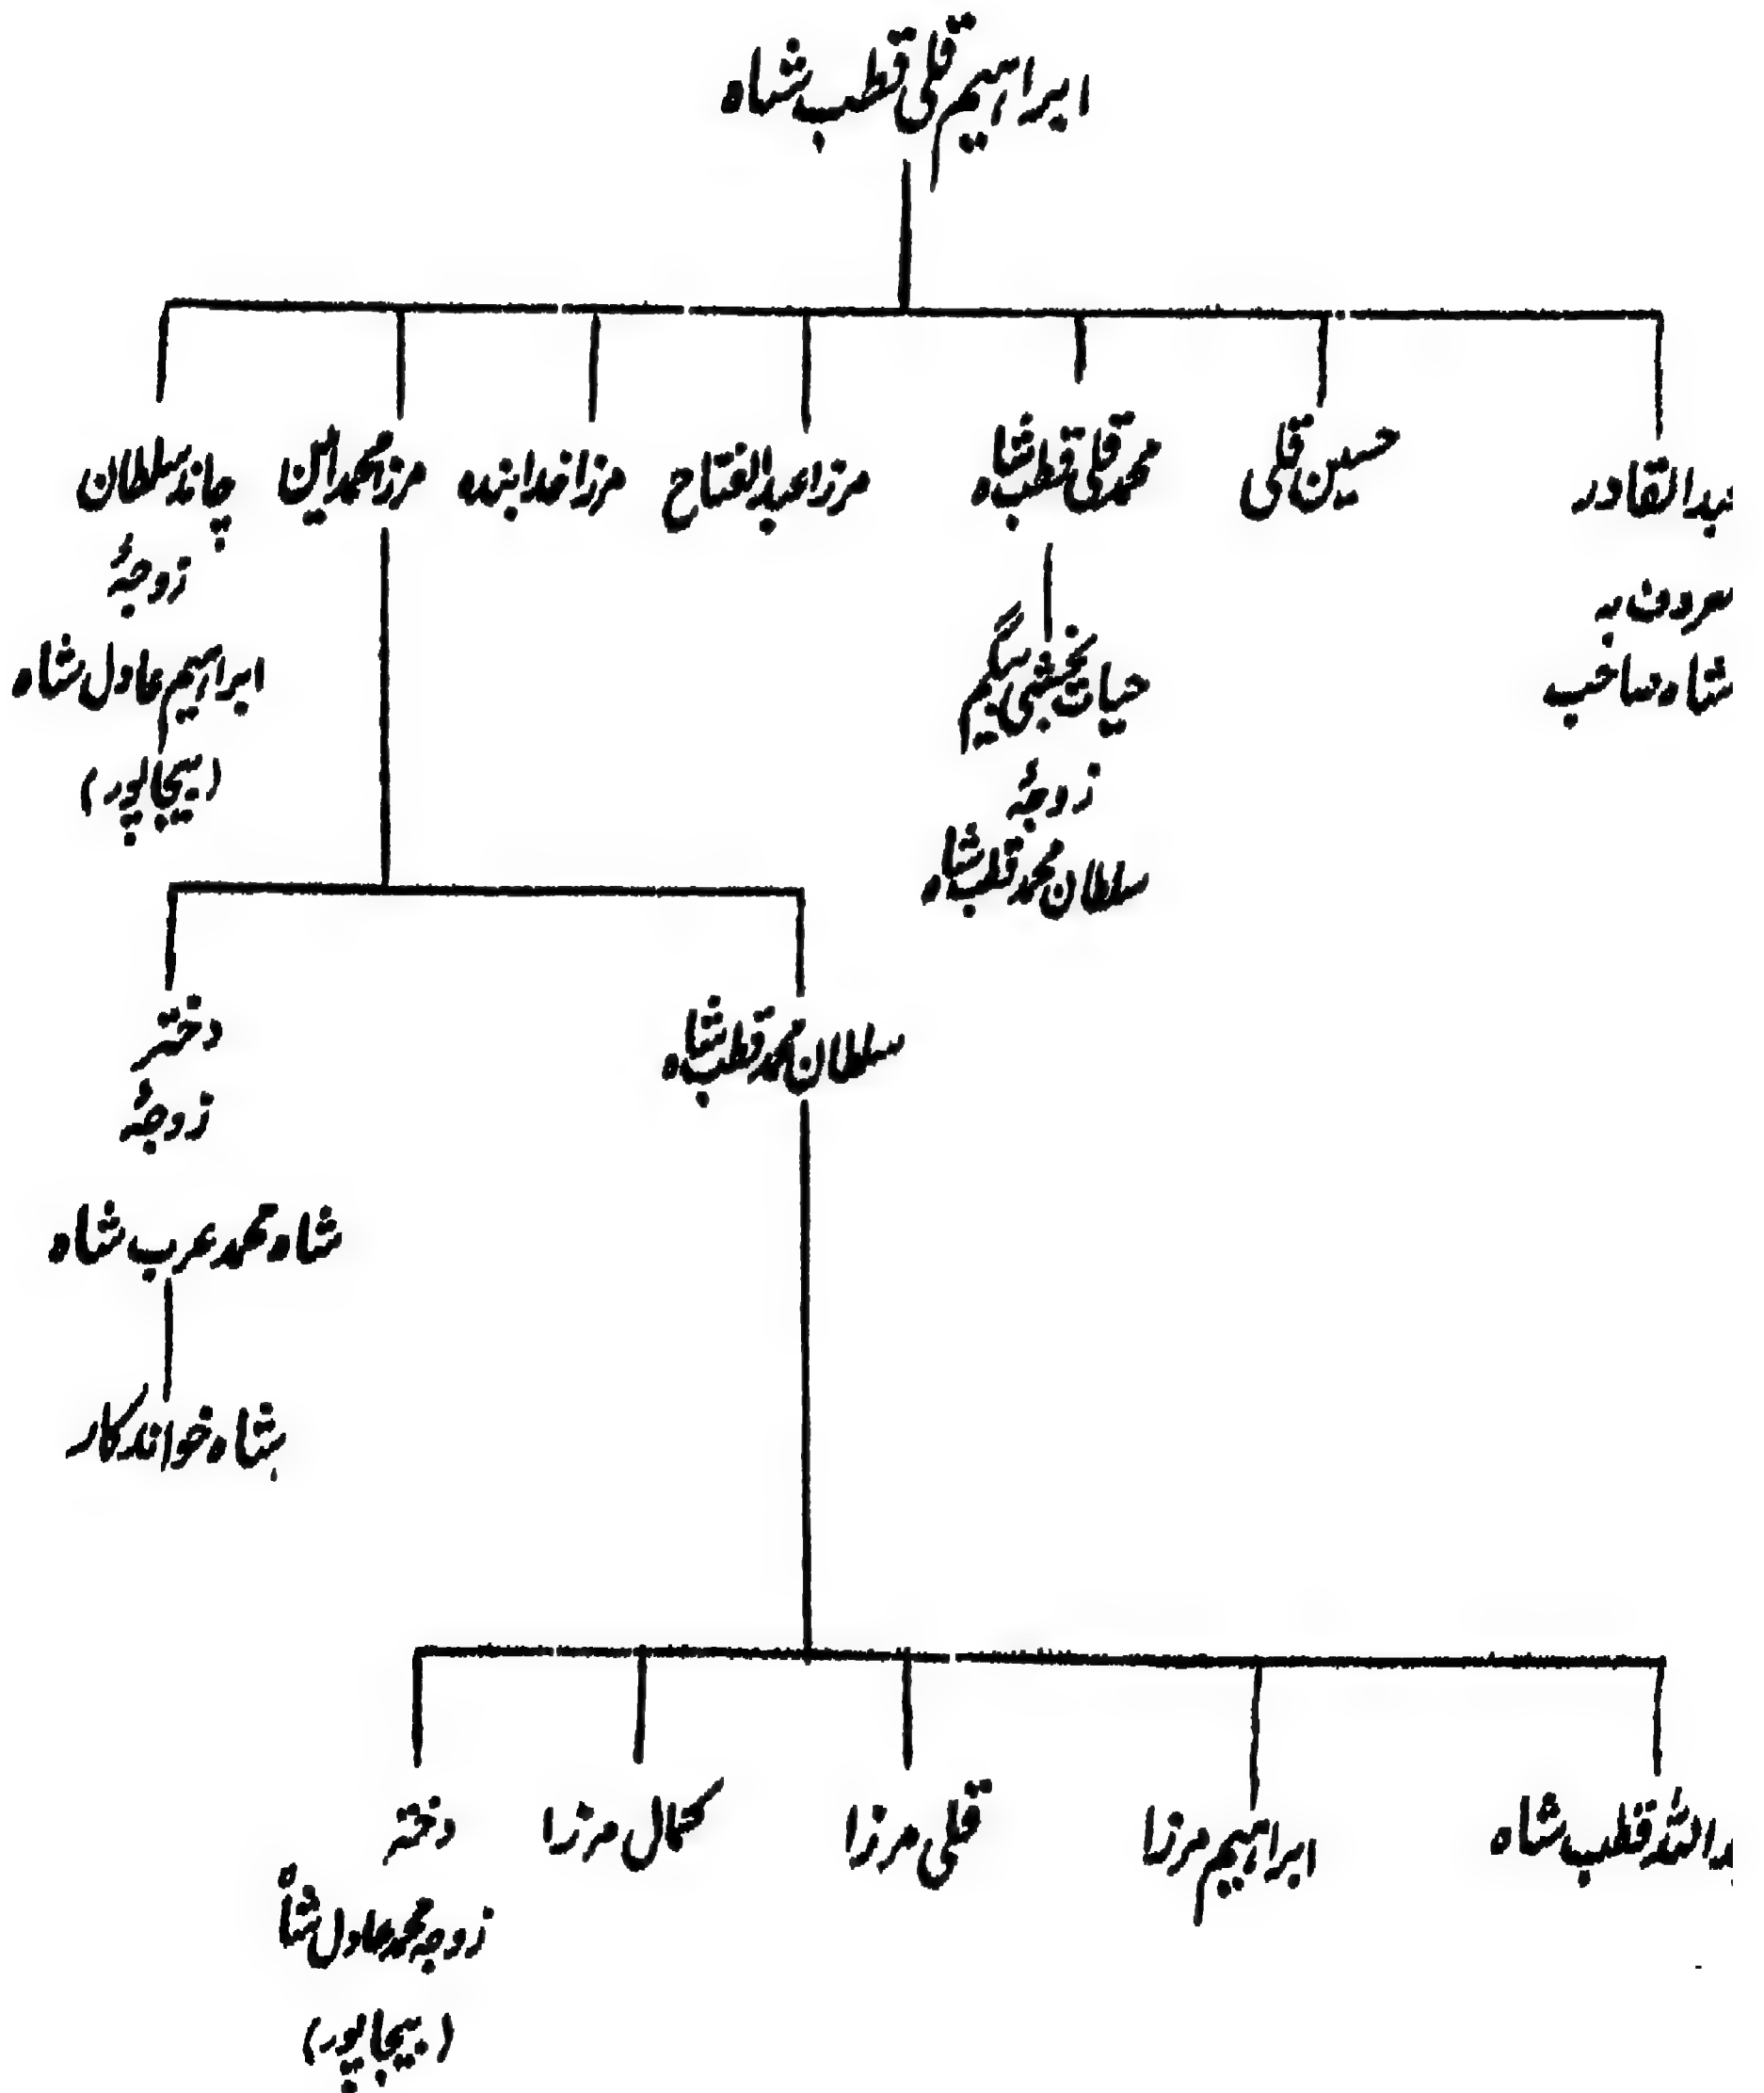 ابراہیم قلی قطب شاہ
عبدالقادر
معروف بہ
شاہ صاحب
حسین قلی
محمد قلی قطب شاہ
حیات بخشی بیگم
زوجۂ
سلطان محمد قطب شاہ
مرزا عبدالفتاح
مرزا خدابندہ
مرزا محمد امین
چاند سلطان
زوجۂ
ابراہیم عادل شاہ
(بیجاپور)
سلطان محمد قطب شاہ
دختر
زوجۂ
شاہ محمد عرب شاہ
شاہ خواندکار
عبداللہ قطب شاہ
ابراہیم مرزا
قلی مرزا
کمال مرزا
دختر
زوجہ محمد عادل شاہ
(بیجاپور)